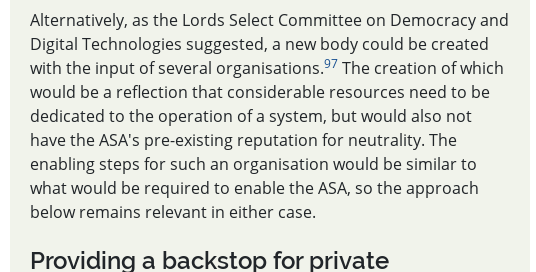 Alternatively, as the Lords Select Committee on Democracy and
Digital Technologies suggested, a new body could be created
with the input of several organisations.97 The creation of which
would be a reflection that considerable resources need to be
dedicated to the operation of a system, but would also not
have the ASA's pre-existing reputation for neutrality. The
enabling steps for such an organisation would be similar to
what would be required to enable the ASA, so the approach
below remains relevant in either case.
Providing a backstop for private